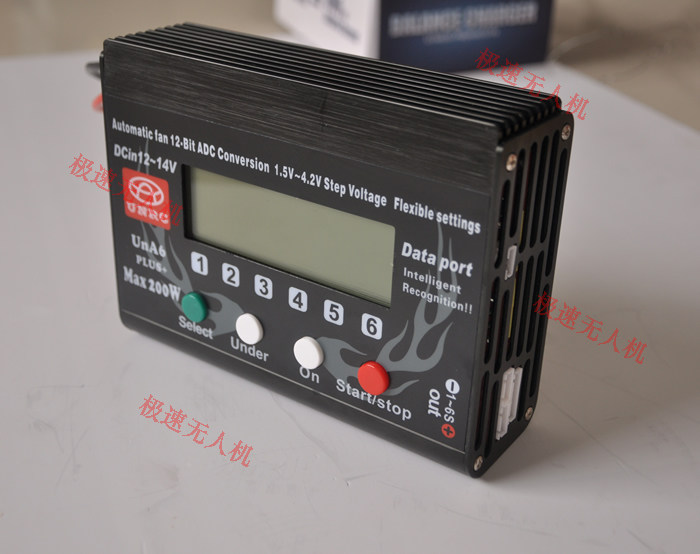 BALANCE CHARGER
极速无人机
Automatic fan 12-Bit ADC Conversion 1.5V~4.2V Step Voltage Flexible settings
DCin12~14V
极速无人机
UNRC
UnA6
PLUS+
Max 200W
Data port
Intelligent
Recognition!!
1 2 3 4 5 6
Select Under On Start/stop
1~6S
Out
极速无人机
极速无人机